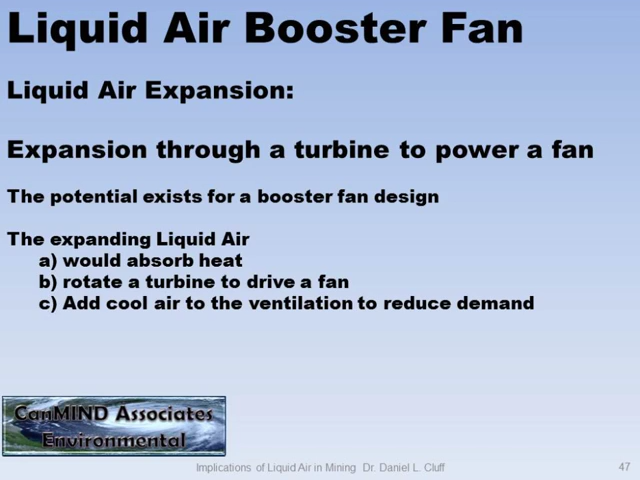 Liquid Air Booster Fan
Liquid Air Expansion:
Expansion through a turbine to power a fan
The potential exists for a booster fan design
The expanding Liquid Air
a) would absorb heat
b) rotate a turbine to drive a fan
c) Add cool air to the ventilation to reduce demand
CanMIND Associates
Environmental
Implications of Liquid Air in Mining Dr. Daniel L. Cluff
47